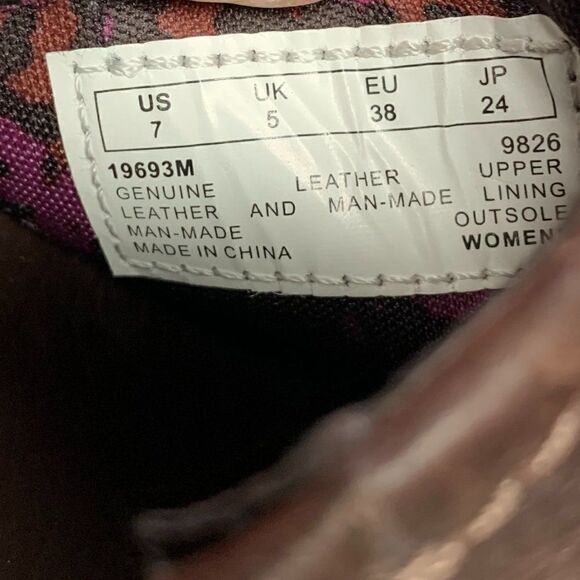 US UK EU JP
7 5 38 24
19693M 9826
GENUINE LEATHER UPPER
LEATHER AND MAN-MADE LINING
MAN-MADE OUTSOLE
MADE IN CHINA WOMEN